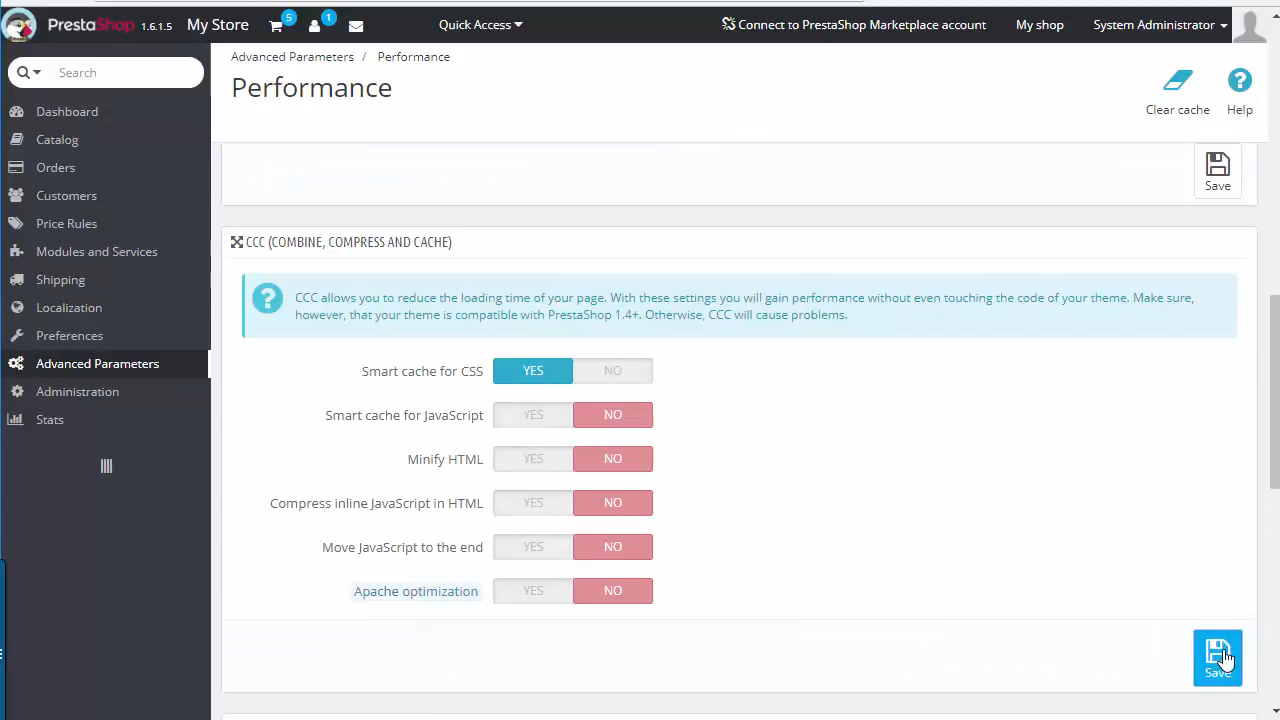 PrestaShop 1.6.1.5 My Store 5 1 Quick Access Connect to PrestaShop Marketplace account My shop System Administrator
Search
Dashboard
Catalog
Orders
Customers
Price Rules
Modules and Services
Shipping
Localization
Preferences
Advanced Parameters
Administration
Stats
Advanced Parameters / Performance
Performance
Clear cache
Help
Save
CCC (COMBINE, COMPRESS AND CACHE)
CCC allows you to reduce the loading time of your page. With these settings you will gain performance without even touching the code of your theme. Make sure,
however, that your theme is compatible with PrestaShop 1.4+. Otherwise, CCC will cause problems.
Smart cache for CSS YES NO
Smart cache for JavaScript YES NO
Minify HTML YES NO
Compress inline JavaScript in HTML YES NO
Move JavaScript to the end YES NO
Apache optimization YES NO
Save